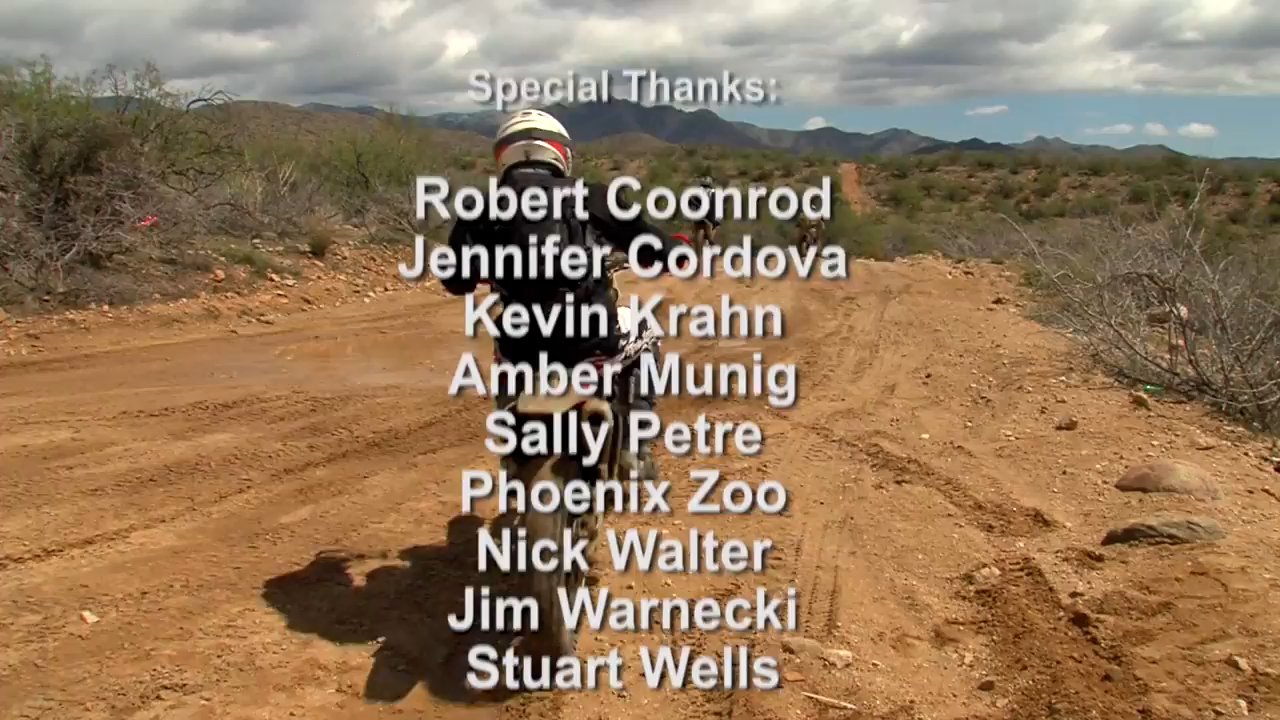 Special Thanks:
Robert Coonrod
Jennifer Cordova
Kevin Krahn
Amber Munig
Sally Petre
Phoenix Zoo
Nick Walter
Jim Warnecki
Stuart Wells